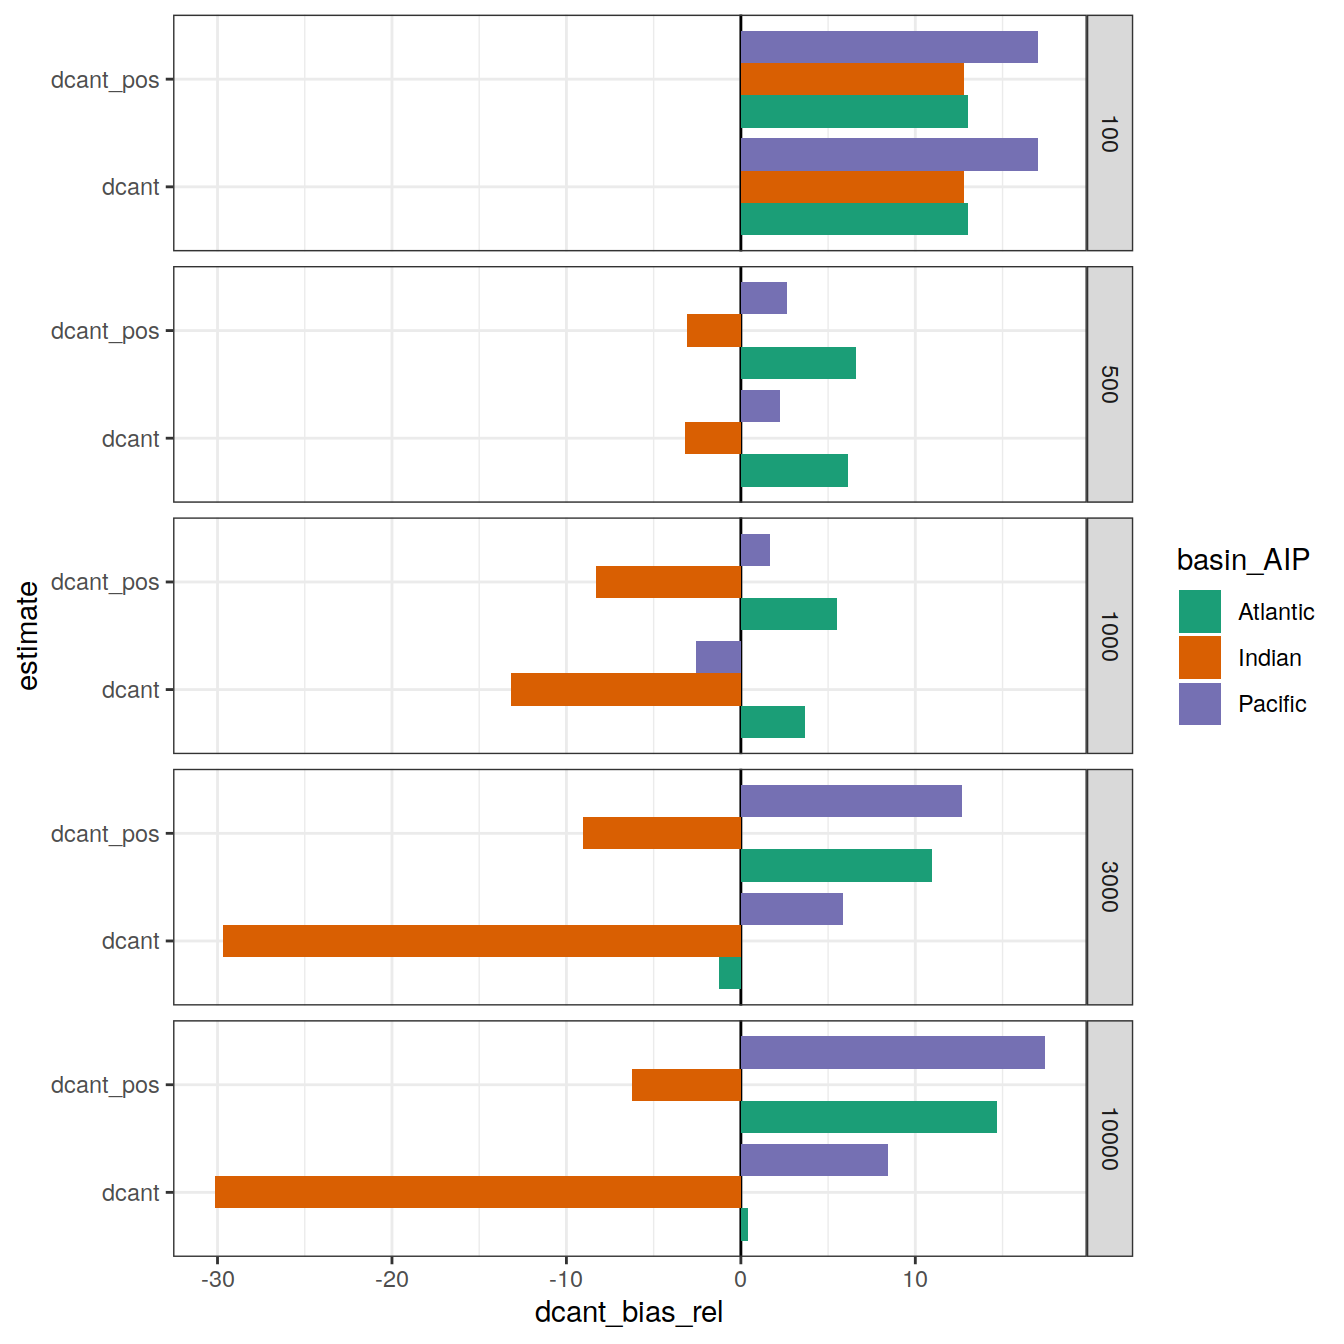 dcant_pos
dcant
100
dcant_pos
dcant
500
dcant_pos
dcant
1000
dcant_pos
dcant
3000
dcant_pos
dcant
10000
-30 -20 -10 0 10
dcant_bias_rel
estimate
basin_AIP
Atlantic
Indian
Pacific